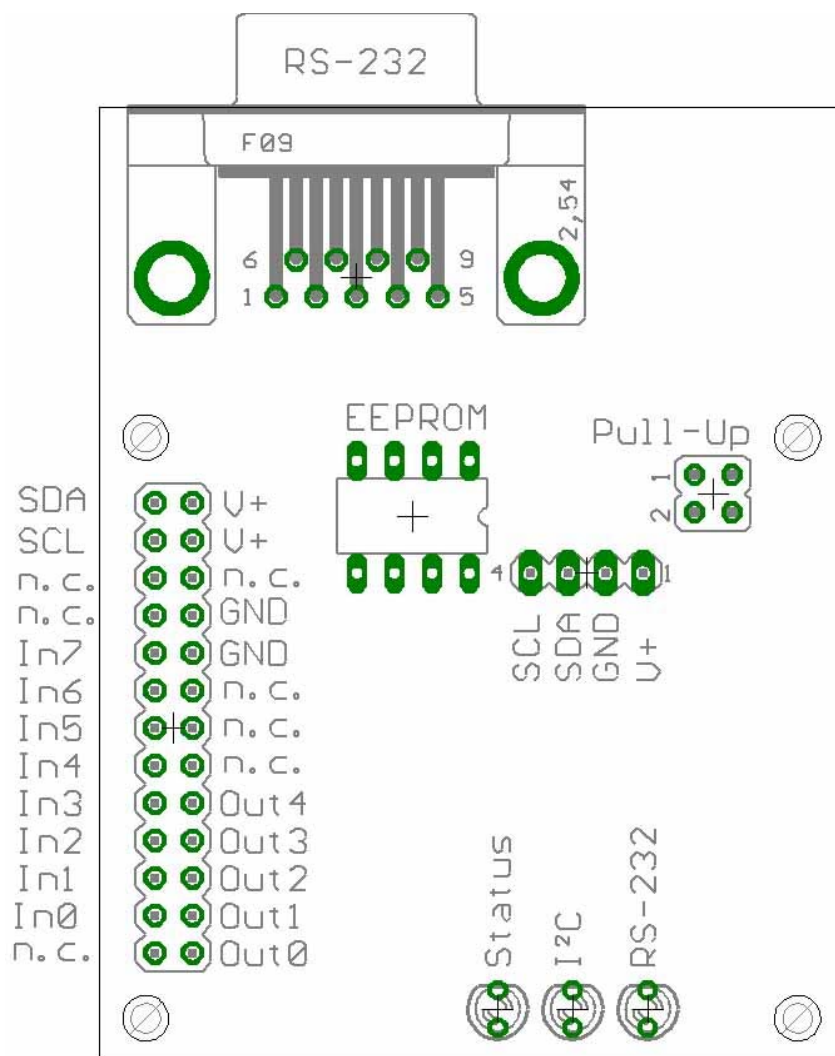 RS-232
F09
2,54
6 9
1 5
EEPROM
Pull-Up
1
2
SDA V+
SCL V+
n.c. n.c.
n.c. GND
In7 GND
In6 n.c.
In5 n.c.
In4 n.c.
In3 Out4
In2 Out3
In1 Out2
In0 Out1
n.c. Out0
4 1
SCL
SDA
GND
V+
Status
I²C
RS-232